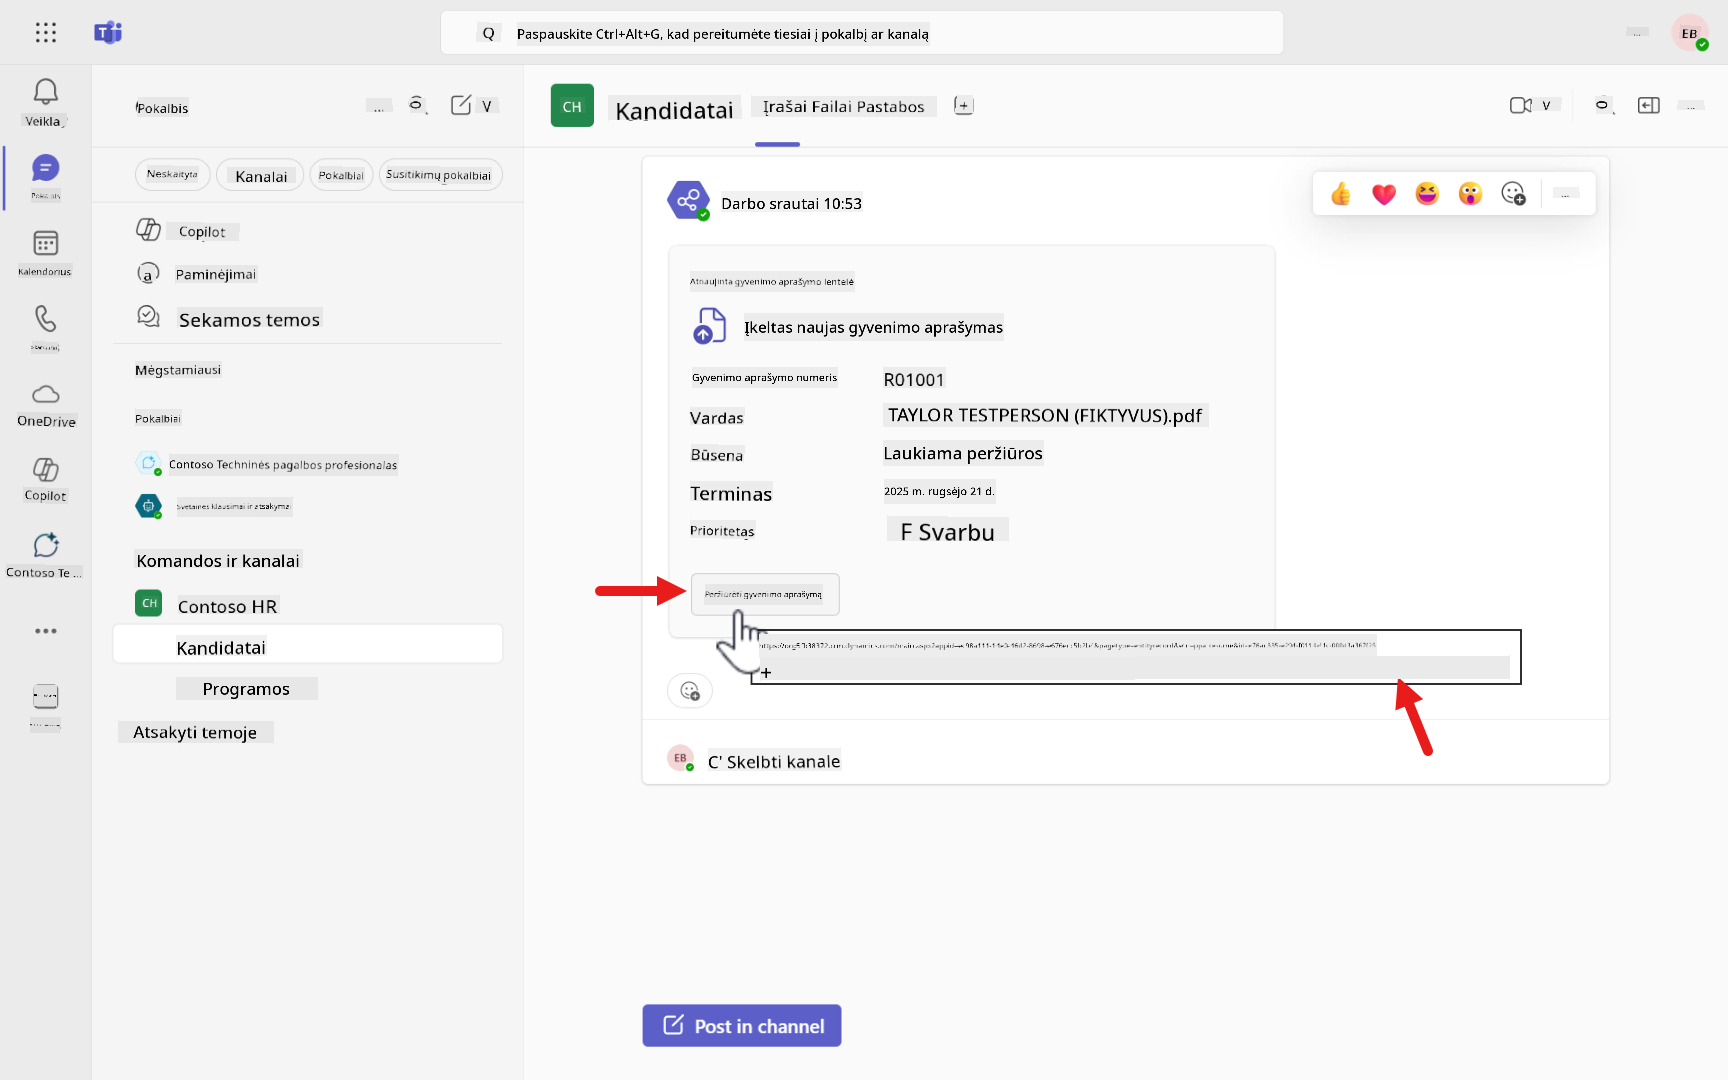 Q Paspauskite Ctrl+Alt+G, kad pereitumėte tiesiai į pokalbį ar kanalą
... EB
Veikla
Kalendorius
OneDrive
Copilot
Contoso Te ...
Pokalbis
... V
Neskaityta Kanalai Pokalbiai Susitikimų pokalbiai
Copilot
Paminėjimai
Sekamos temos
Mėgstamiausi
Pokalbiai
Contoso Techninės pagalbos profesionalas
Svetainės klausimai ir atsakymai
Komandos ir kanalai
CH Contoso HR
Kandidatai
Programos
Atsakyti temoje
CH Kandidatai Įrašai Failai Pastabos
V ...
Darbo srautai 10:53
...
Atnaujinta gyvenimo aprašymo lentelė
Įkeltas naujas gyvenimo aprašymas
Gyvenimo aprašymo numeris R01001
Vardas TAYLOR TESTPERSON (FIKTYVUS).pdf
Būsena Laukiama peržiūros
Terminas 2025 m. rugsėjo 21 d.
Prioritetas F Svarbu
Peržiūrėti gyvenimo aprašymą
+
EB C' Skelbti kanale
Post in channel